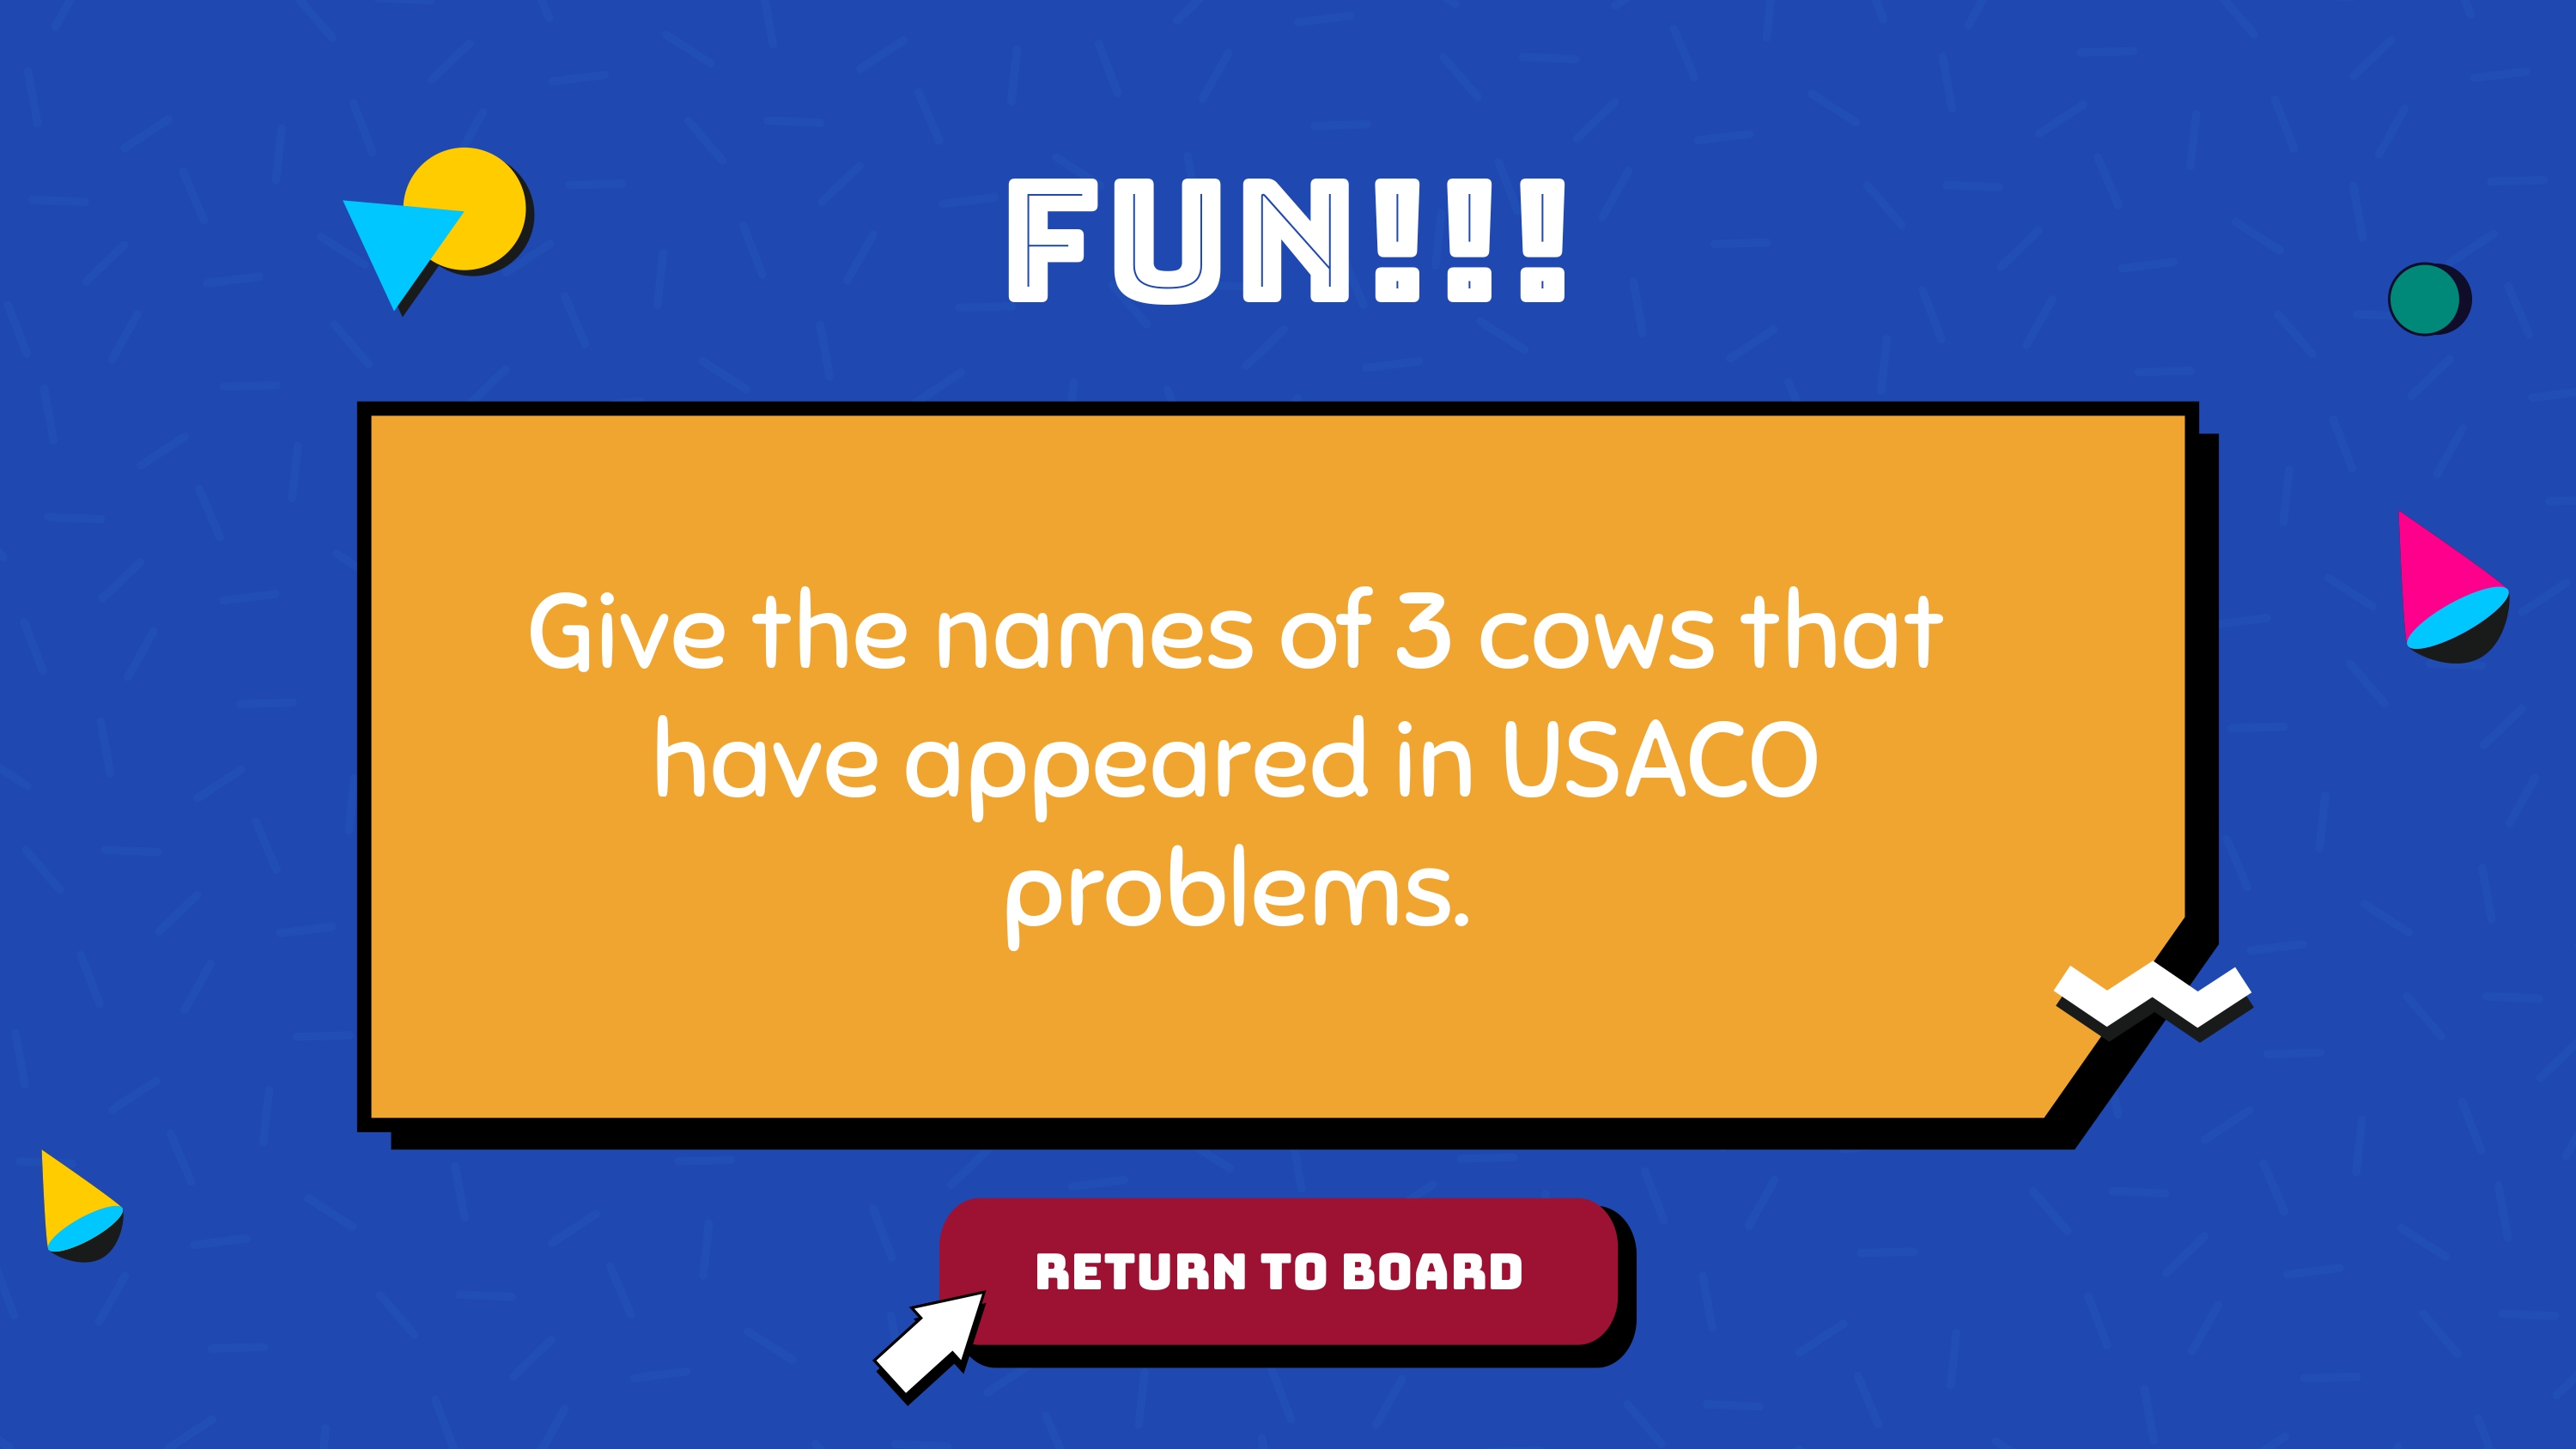 FUN!!!
Give the names of 3 cows that
have appeared in USACO
problems.
RETURN TO BOARD